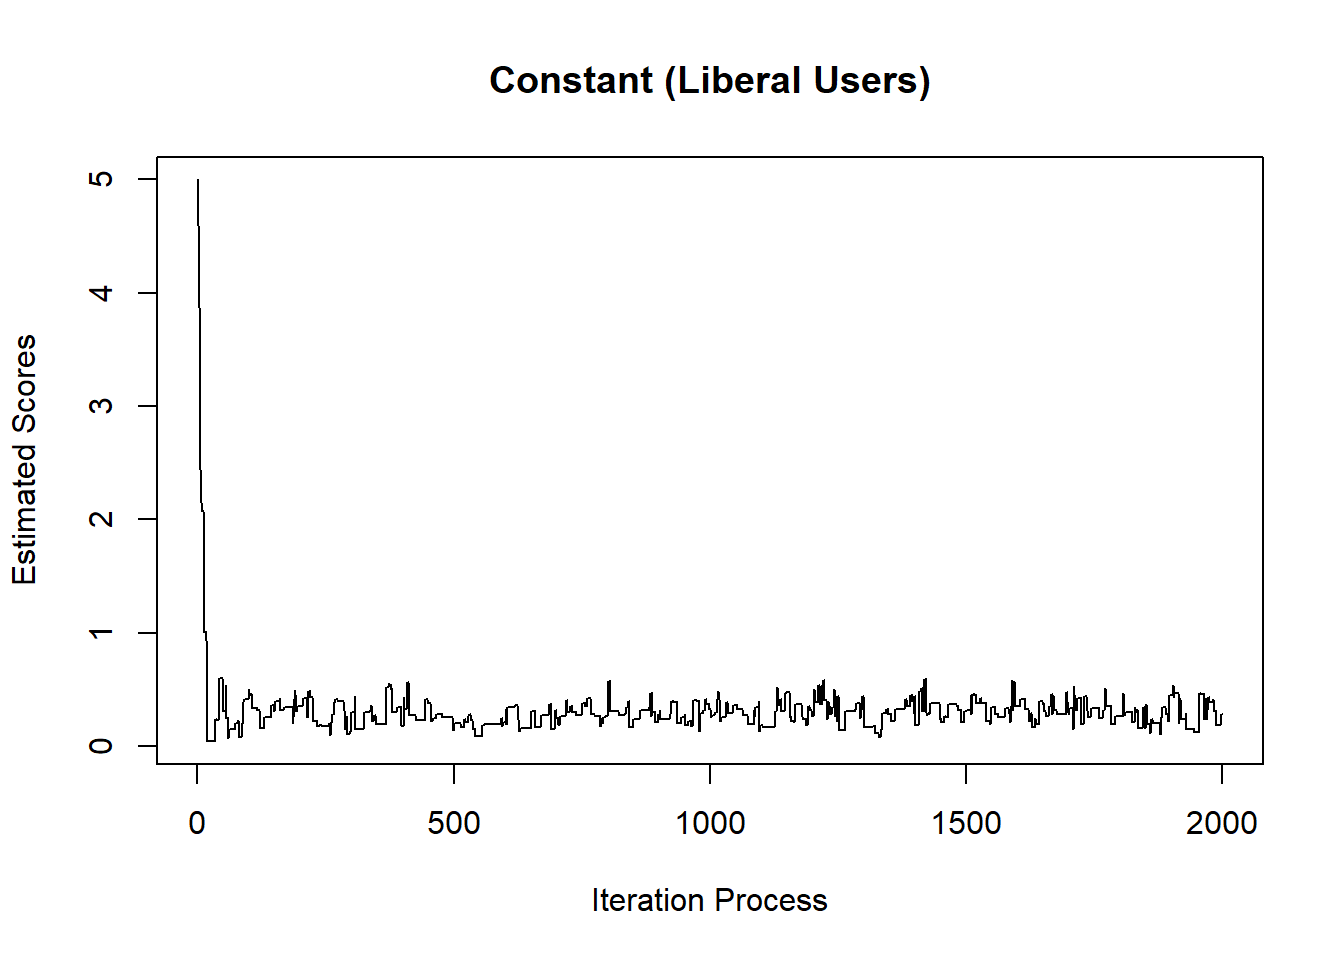 Constant (Liberal Users)
Estimated Scores
5
4
3
2
1
0
0 500 1000 1500 2000
Iteration Process